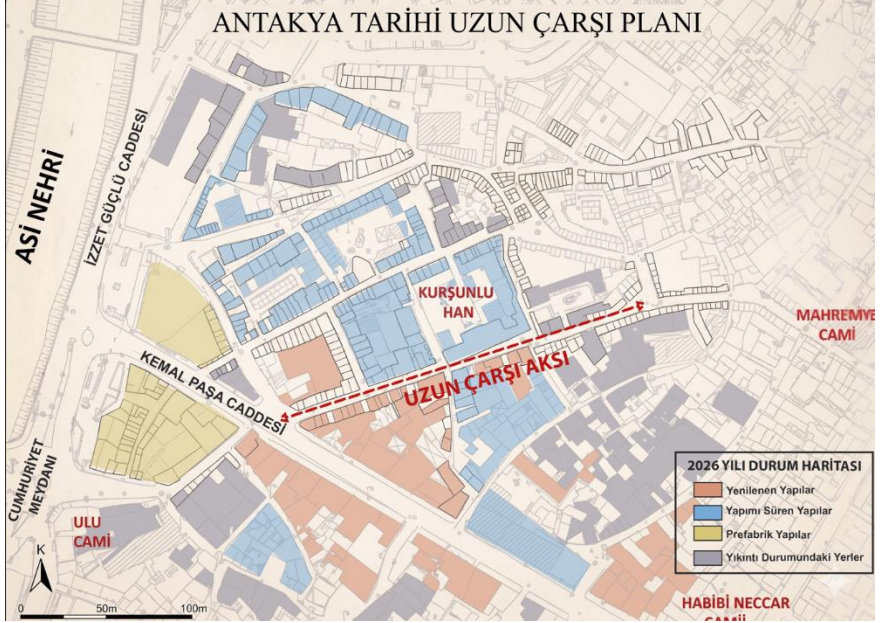 ANTAKYA TARİHİ UZUN ÇARŞI PLANI
ASİ NEHRİ
İZZET GÜÇLÜ CADDESİ
KURŞUNLU
HAN
MAHREMYE
CAMİ
UZUN ÇARŞI AKSI
KEMAL PAŞA CADDESİ
CUMHURİYET
MEYDANI
ULU
CAMİ
2026 YILI DURUM HARİTASI
Yenilenen Yapılar
Yapımı Süren Yapılar
Prefabrik Yapılar
Yıkıntı Durumundaki Yerler
K
0 50m 100m
HABİBİ NECCAR
CAMİİ